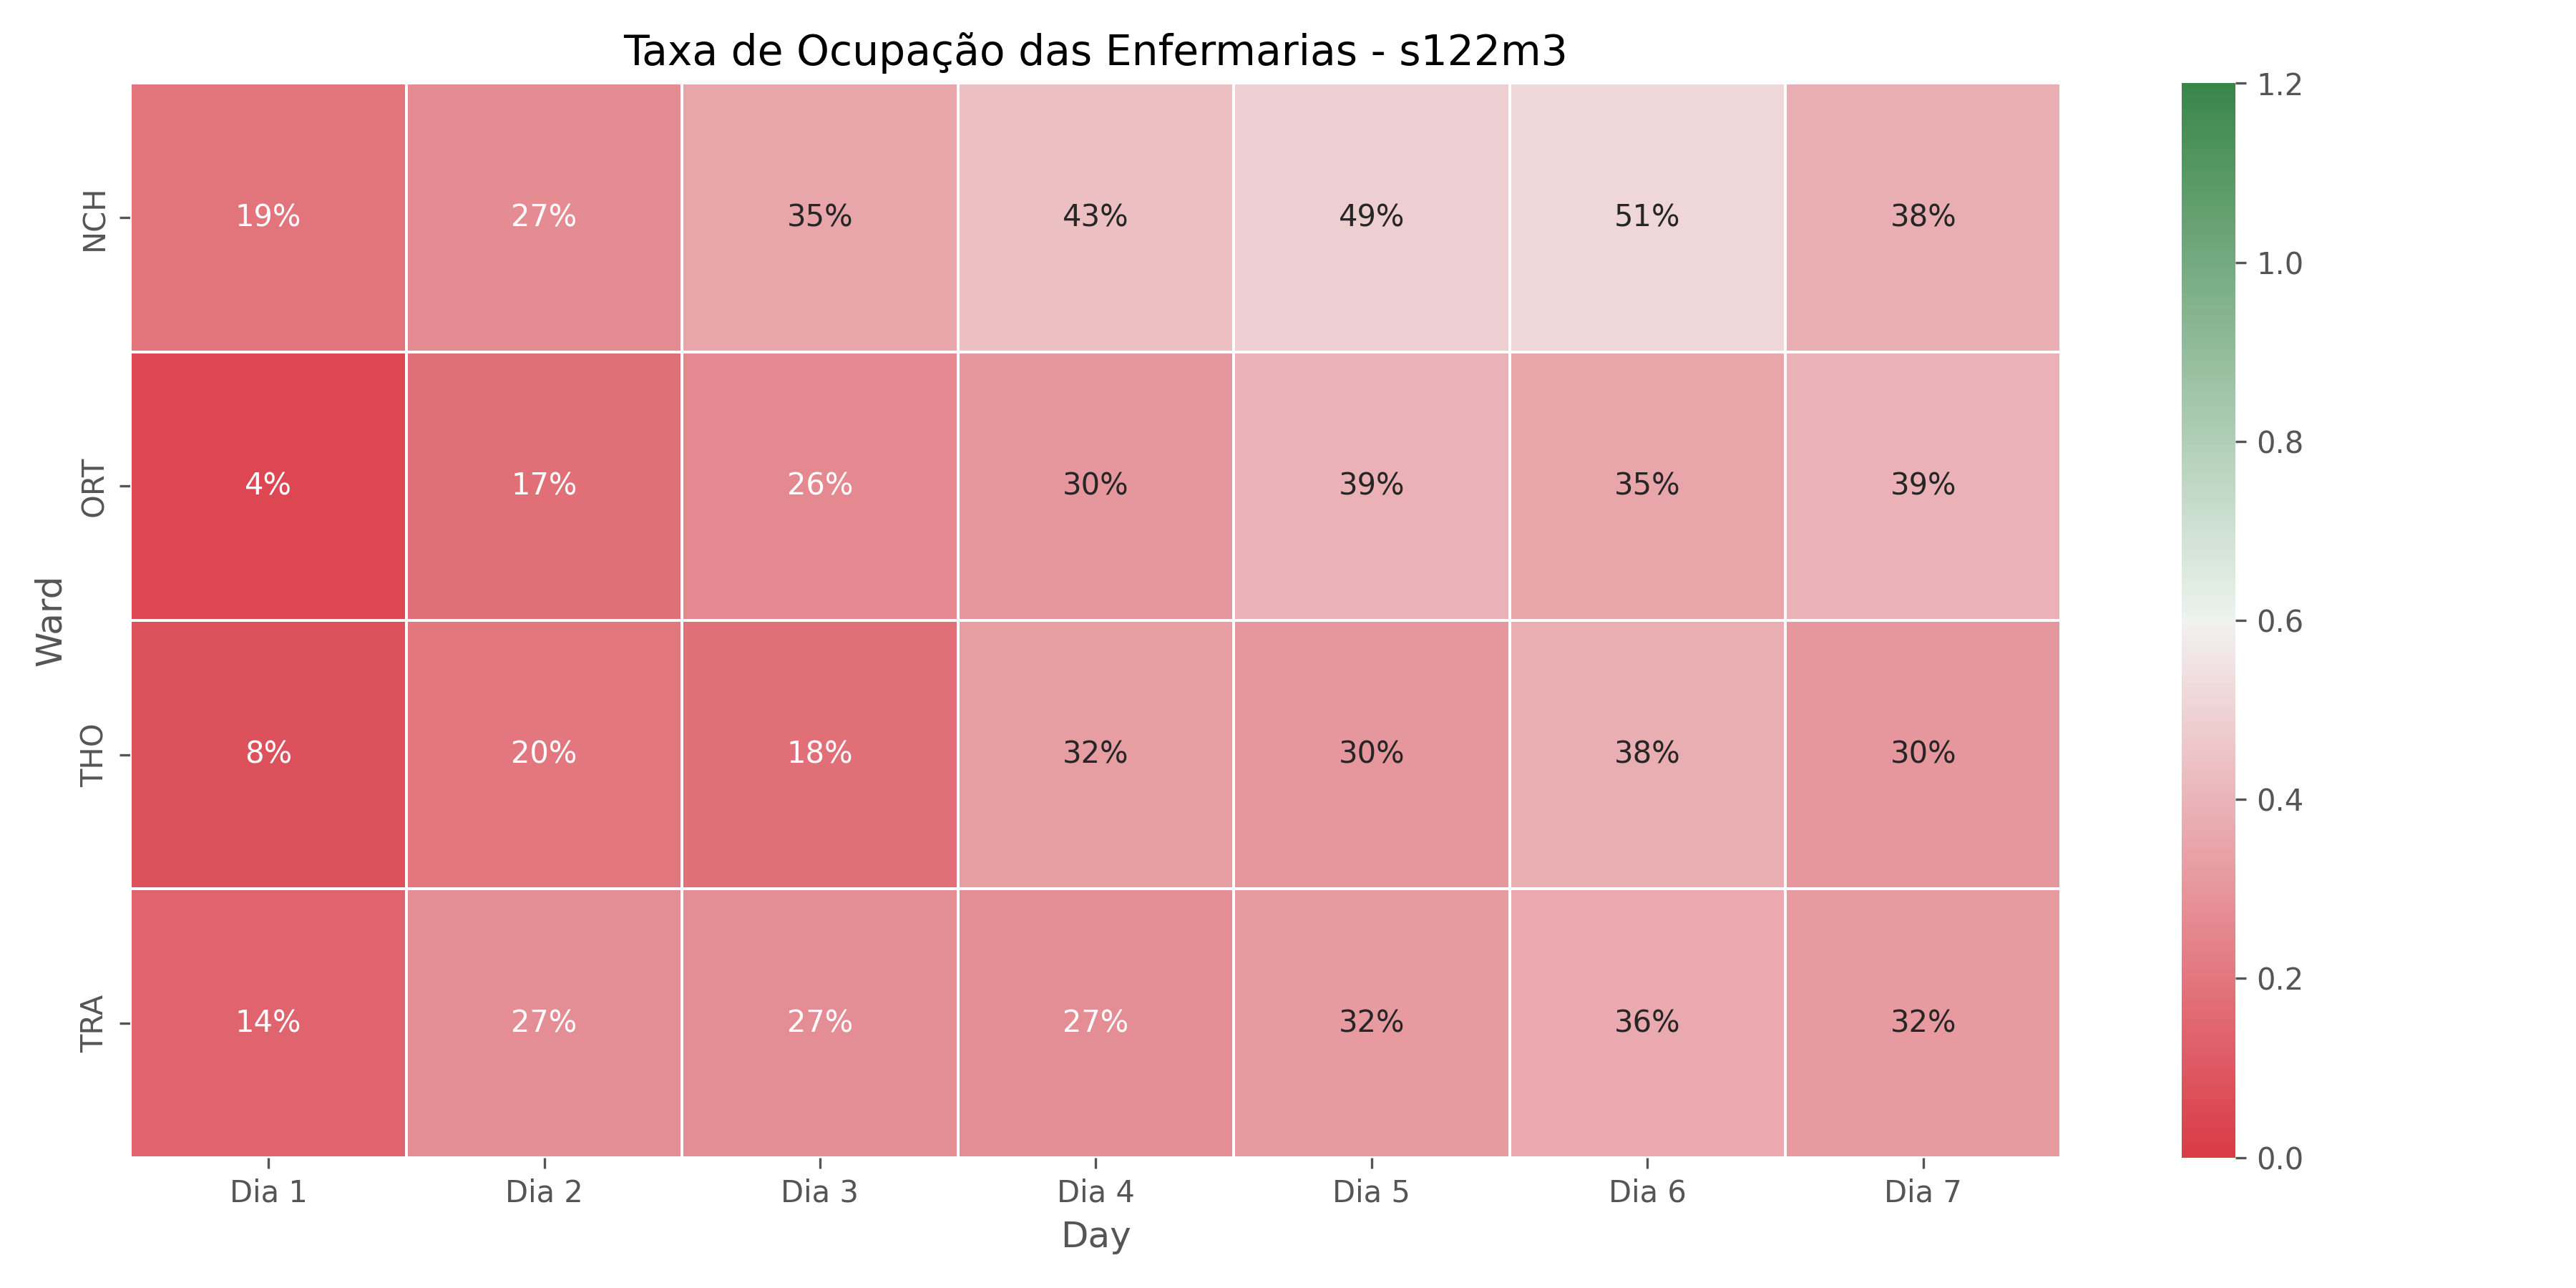 Taxa de Ocupação das Enfermarias - s122m3
Ward
NCH 19% 27% 35% 43% 49% 51% 38%
ORT 4% 17% 26% 30% 39% 35% 39%
THO 8% 20% 18% 32% 30% 38% 30%
TRA 14% 27% 27% 27% 32% 36% 32%
Dia 1 Dia 2 Dia 3 Dia 4 Dia 5 Dia 6 Dia 7
Day
1.2
1.0
0.8
0.6
0.4
0.2
0.0